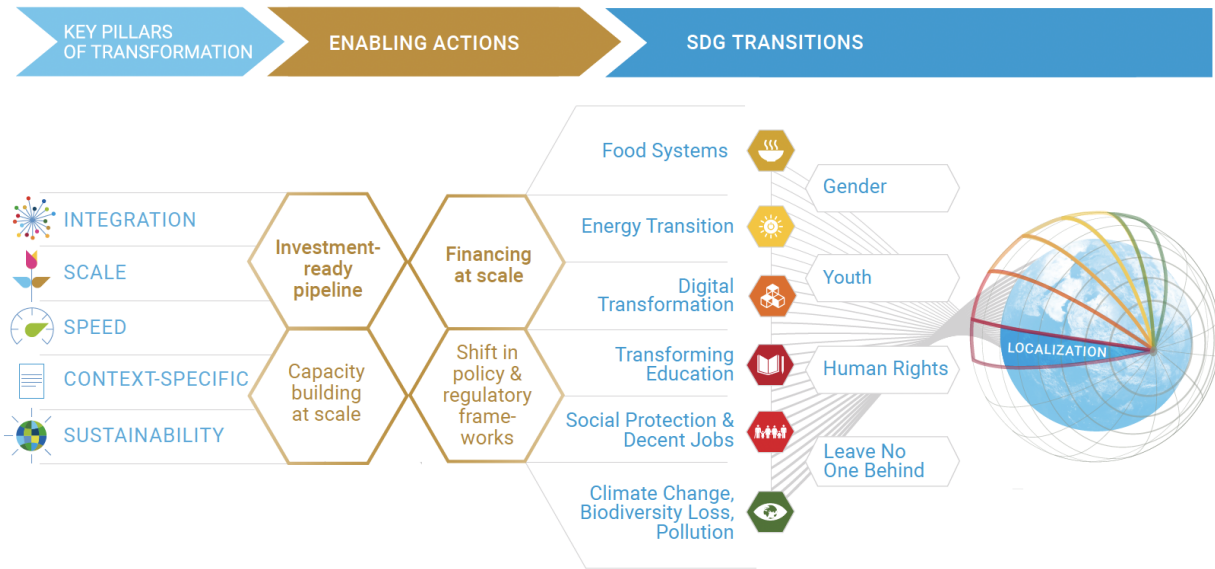 KEY PILLARS
OF TRANSFORMATION
ENABLING ACTIONS
SDG TRANSITIONS
INTEGRATION
SCALE
SPEED
CONTEXT-SPECIFIC
SUSTAINABILITY
Investment-
ready
pipeline
Financing
at scale
Capacity
building
at scale
Shift in
policy &
regulatory
frame-
works
Food Systems
Energy Transition
Digital
Transformation
Transforming
Education
Social Protection &
Decent Jobs
Climate Change,
Biodiversity Loss,
Pollution
Gender
Youth
Human Rights
Leave No
One Behind
LOCALIZATION